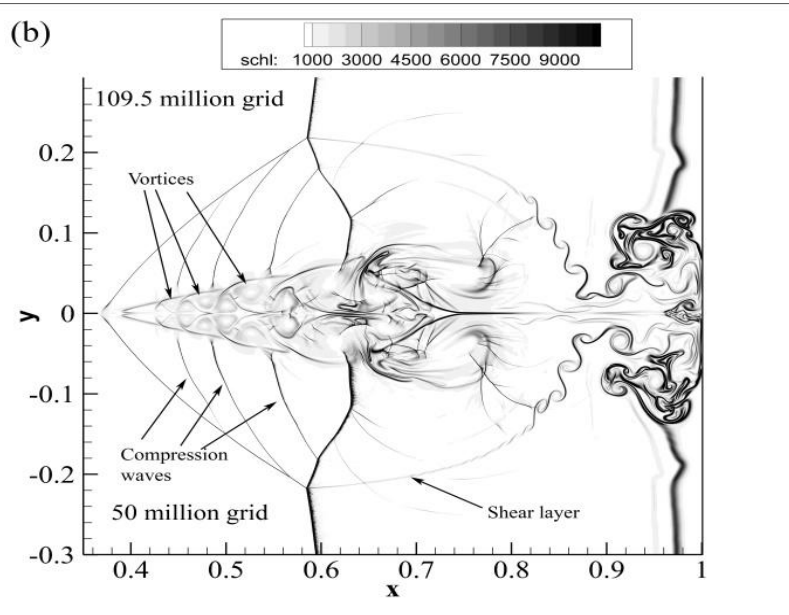 (b)
schl: 1000 3000 4500 6000 7500 9000
109.5 million grid
Vortices
Compression
waves
50 million grid
Shear layer
y
0.2
0.1
0
-0.1
-0.2
-0.3
0.4 0.5 0.6 0.7 0.8 0.9 1
x